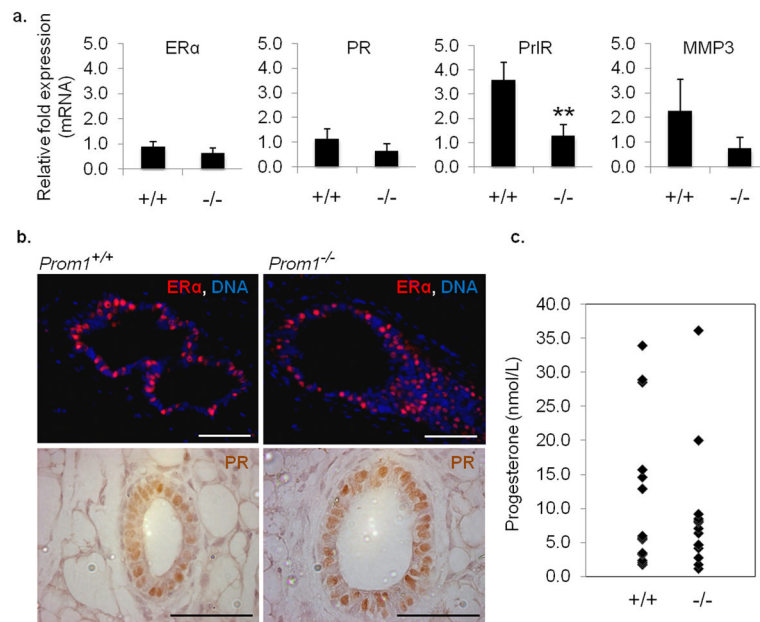 a.
Relative fold expression
(mRNA)
ERα
5.0
4.0
3.0
2.0
1.0
0.0
+/+ -/-
PR
5.0
4.0
3.0
2.0
1.0
0.0
+/+ -/-
PrlR
5.0
4.0
3.0
2.0
1.0
0.0
**
+/+ -/-
MMP3
5.0
4.0
3.0
2.0
1.0
0.0
+/+ -/-
b.
Prom1+/+
ERα, DNA
Prom1-/-
ERα, DNA
PR
PR
c.
Progesterone (nmol/L)
40.0
35.0
30.0
25.0
20.0
15.0
10.0
5.0
0.0
+/+ -/-